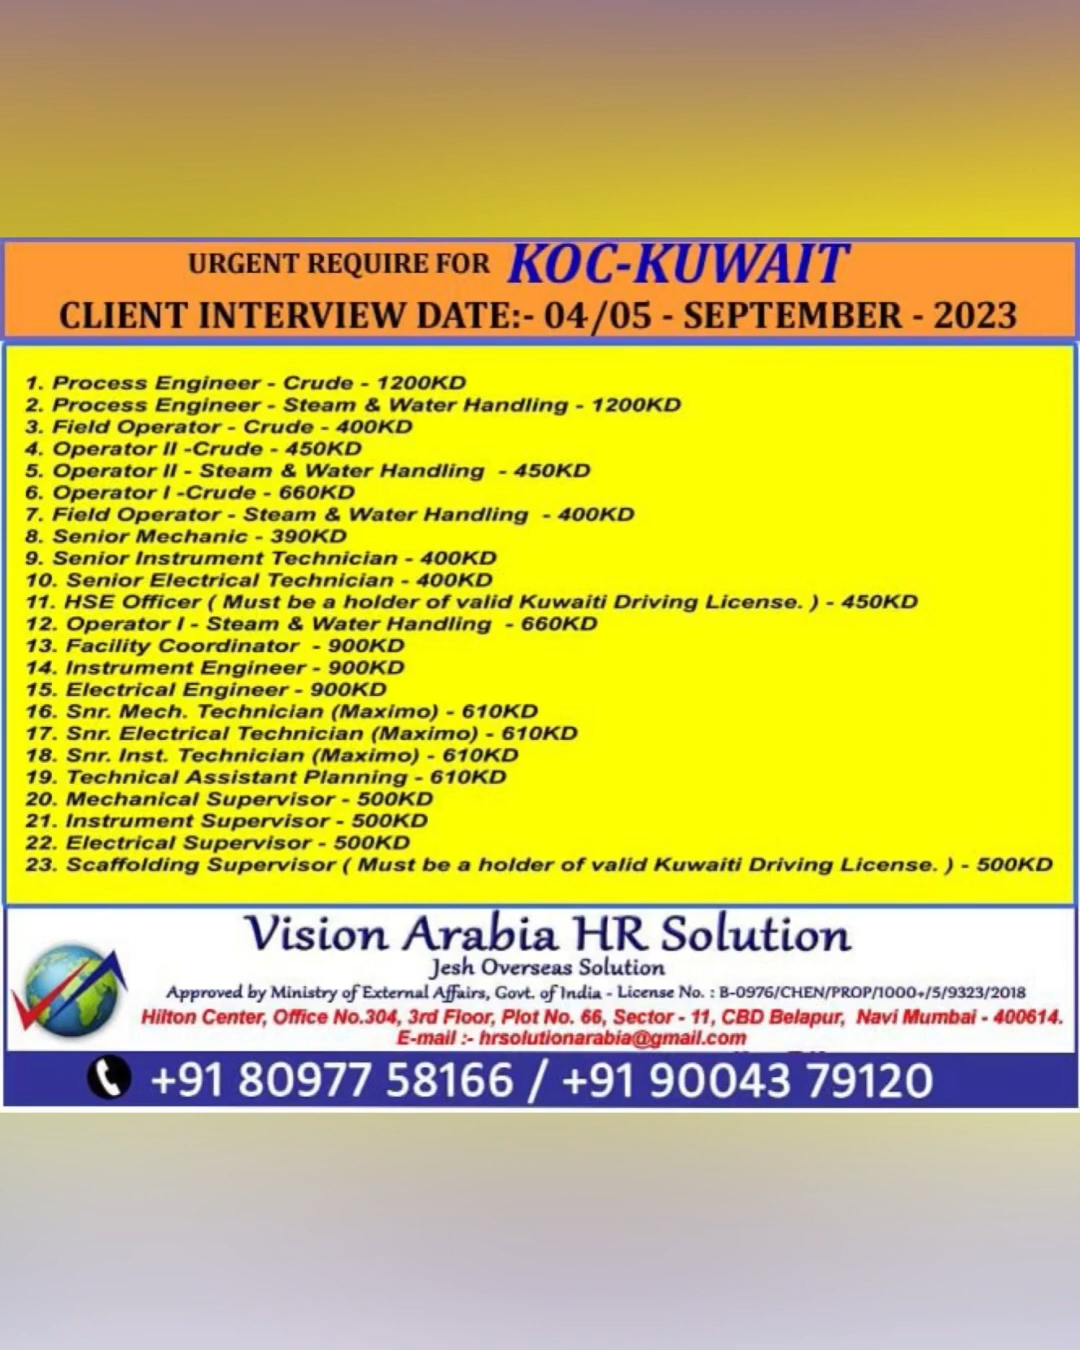 URGENT REQUIRE FOR KOC-KUWAIT
CLIENT INTERVIEW DATE:- 04/05 - SEPTEMBER - 2023
1. Process Engineer - Crude - 1200KD
2. Process Engineer - Steam & Water Handling - 1200KD
3. Field Operator - Crude - 400KD
4. Operator II -Crude - 450KD
5. Operator II - Steam & Water Handling - 450KD
6. Operator I -Crude - 660KD
7. Field Operator - Steam & Water Handling - 400KD
8. Senior Mechanic - 390KD
9. Senior Instrument Technician - 400KD
10. Senior Electrical Technician - 400KD
11. HSE Officer ( Must be a holder of valid Kuwaiti Driving License. ) - 450KD
12. Operator I - Steam & Water Handling - 660KD
13. Facility Coordinator - 900KD
14. Instrument Engineer - 900KD
15. Electrical Engineer - 900KD
16. Snr. Mech. Technician (Maximo) - 610KD
17. Snr. Electrical Technician (Maximo) - 610KD
18. Snr. Inst. Technician (Maximo) - 610KD
19. Technical Assistant Planning - 610KD
20. Mechanical Supervisor - 500KD
21. Instrument Supervisor - 500KD
22. Electrical Supervisor - 500KD
23. Scaffolding Supervisor ( Must be a holder of valid Kuwaiti Driving License. ) - 500KD
Vision Arabia HR Solution
Jesh Overseas Solution
Approved by Ministry of External Affairs, Govt. of India - License No. : B-0976/CHEN/PROP/1000+/5/9323/2018
Hilton Center, Office No.304, 3rd Floor, Plot No. 66, Sector - 11, CBD Belapur, Navi Mumbai - 400614.
E-mail :- hrsolutionarabia@gmail.com
+91 80977 58166 / +91 90043 79120